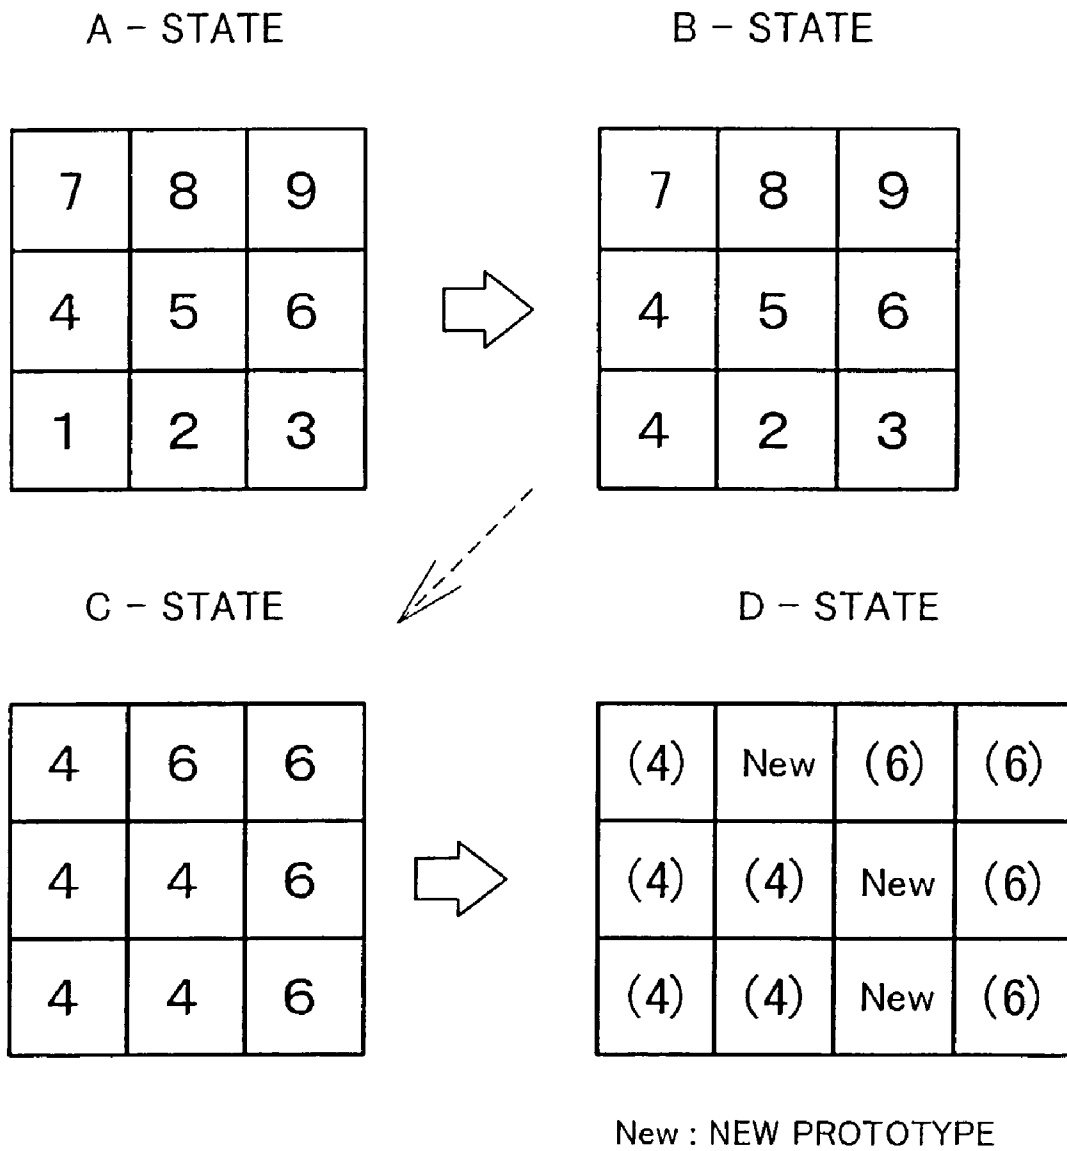 A – STATE B – STATE
7 8 9 7 8 9
4 5 6 4 5 6
1 2 3 4 2 3
C – STATE D – STATE
4 6 6 (4) New (6) (6)
4 4 6 (4) (4) New (6)
4 4 6 (4) (4) New (6)
New : NEW PROTOTYPE